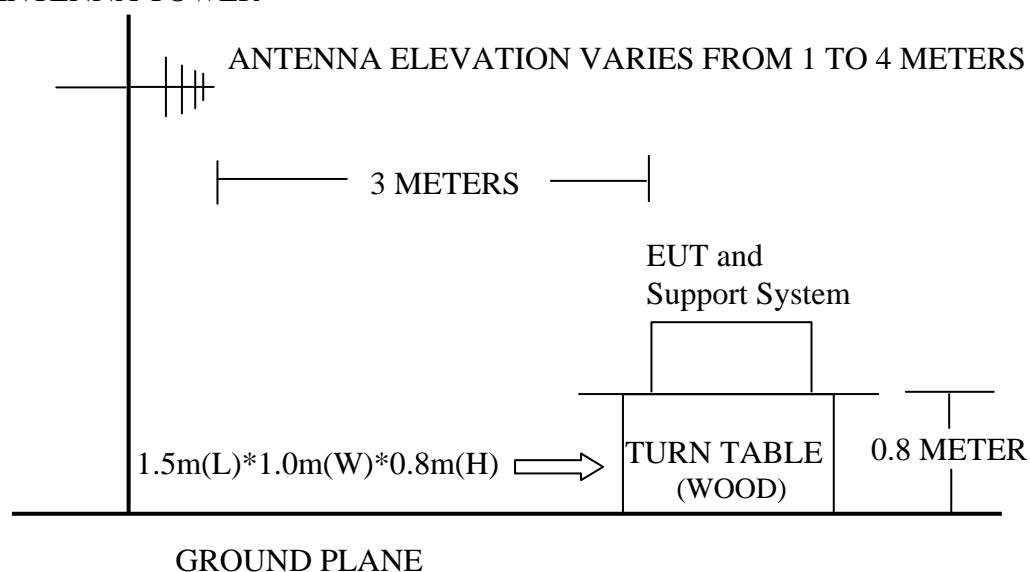 ANTENNA ELEVATION VARIES FROM 1 TO 4 METERS
3 METERS
EUT and
Support System
1.5m(L)*1.0m(W)*0.8m(H)
TURN TABLE
(WOOD)
0.8 METER
GROUND PLANE